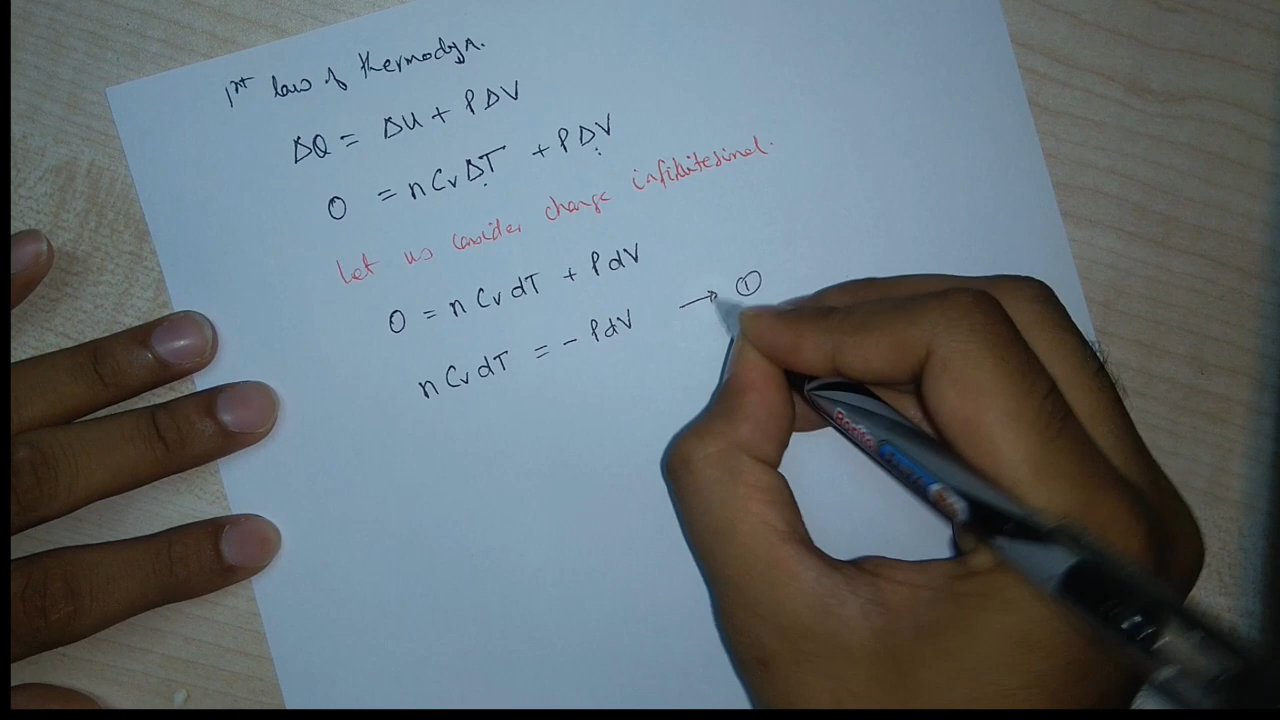 1st law of thermodyn.
ΔQ = ΔU + PΔV
0 = nCvΔT + PΔV
Let us consider change infinitesimal.
0 = nCvdT + PdV
nCvdT = - PdV → ①